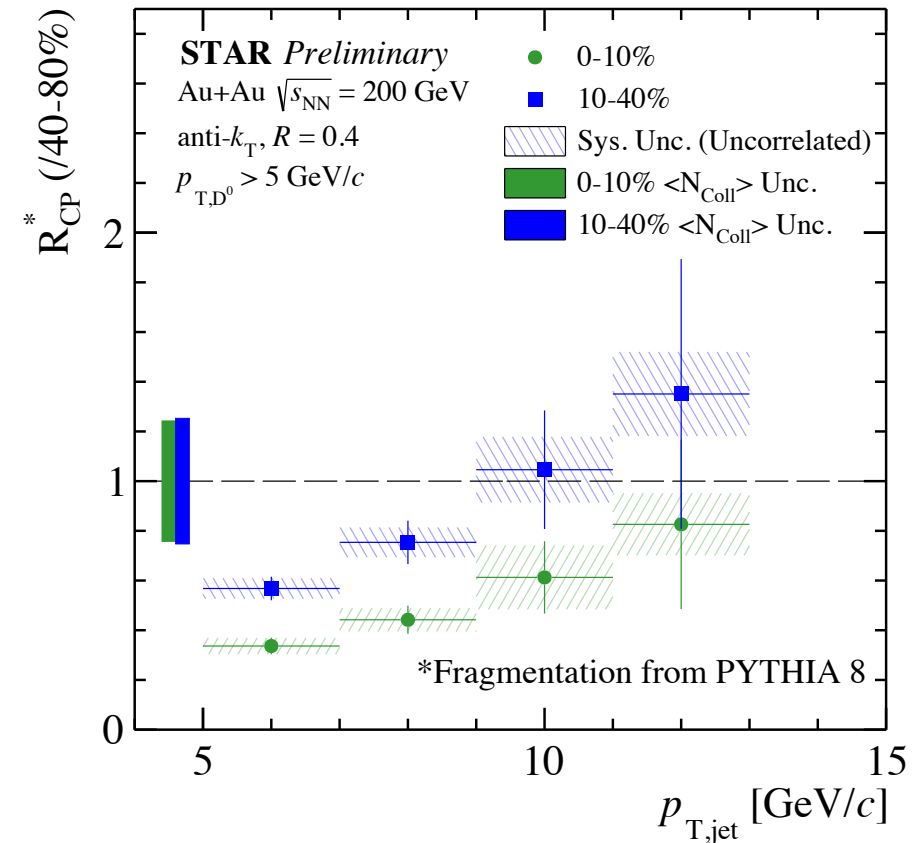 R*CP (/40-80%)
2
1
0
STAR Preliminary
Au+Au √sNN = 200 GeV
anti-kT, R = 0.4
pT,D0 > 5 GeV/c
0-10%
10-40%
Sys. Unc. (Uncorrelated)
0-10% <NColl> Unc.
10-40% <NColl> Unc.
*Fragmentation from PYTHIA 8
5
10
15
pT,jet [GeV/c]